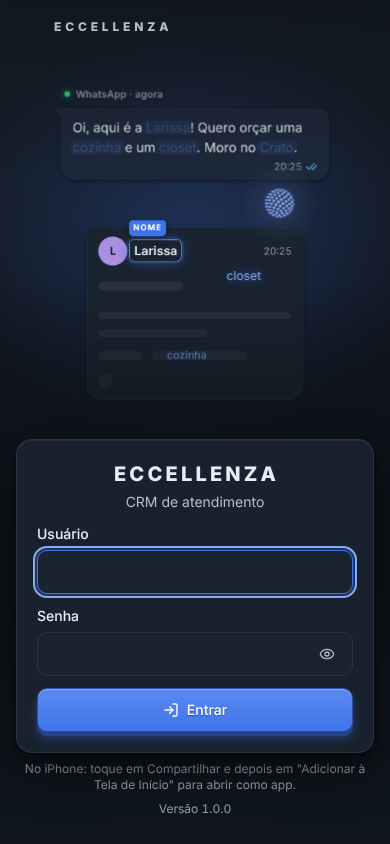 ECCELLENZA
WhatsApp · agora
Oi, aqui é a Larissa! Quero orçar uma
cozinha e um closet. Moro no Crato.
20:25
NOME
L
Larissa
20:25
closet
cozinha
ECCELLENZA
CRM de atendimento
Usuário
Senha
Entrar
No iPhone: toque em Compartilhar e depois em "Adicionar à
Tela de Início" para abrir como app.
Versão 1.0.0